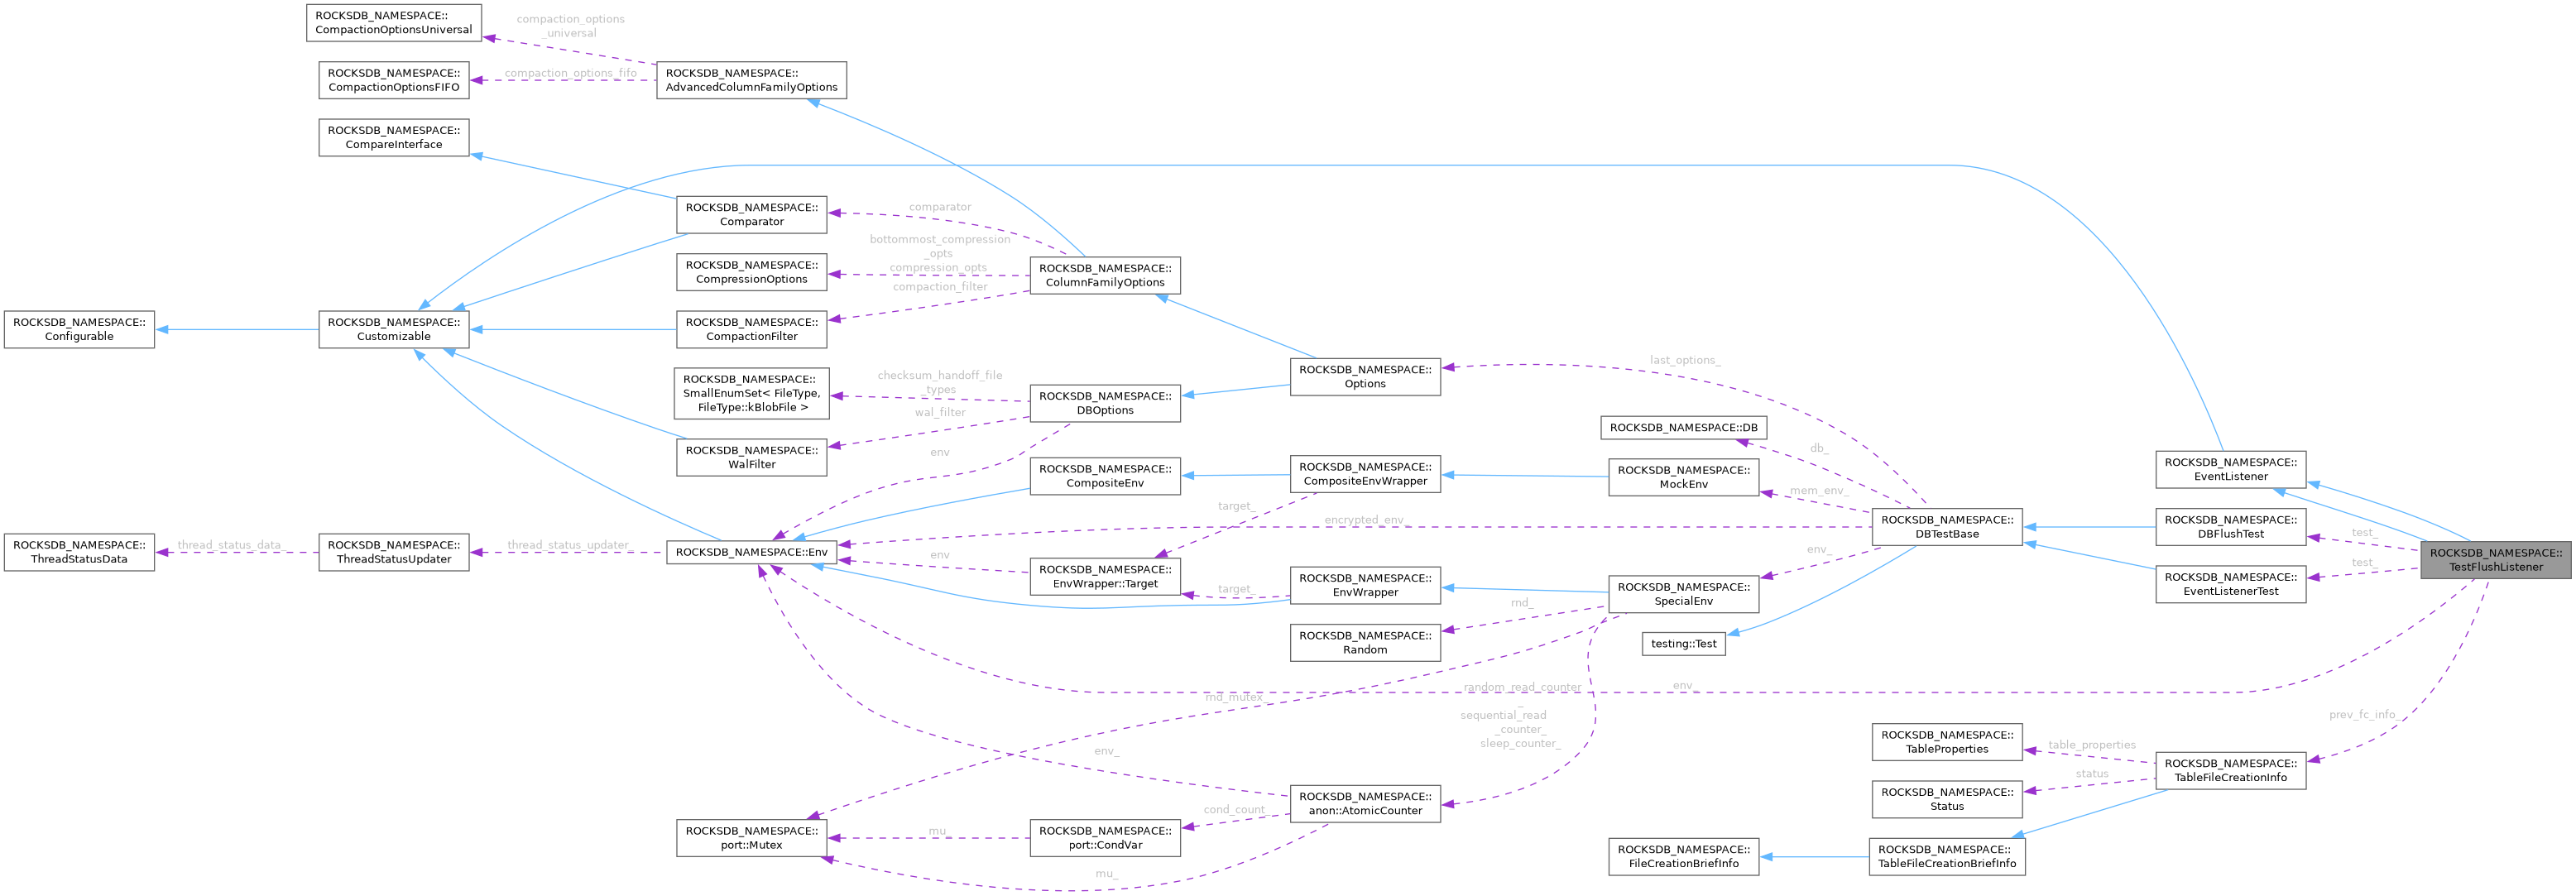 ROCKSDB_NAMESPACE::
CompactionOptionsUniversal
compaction_options
_universal
ROCKSDB_NAMESPACE::
CompactionOptionsFIFO
compaction_options_fifo
ROCKSDB_NAMESPACE::
AdvancedColumnFamilyOptions
ROCKSDB_NAMESPACE::
CompareInterface
ROCKSDB_NAMESPACE::
Comparator
comparator
bottommost_compression
_opts
compression_opts
ROCKSDB_NAMESPACE::
CompressionOptions
compaction_filter
ROCKSDB_NAMESPACE::
ColumnFamilyOptions
ROCKSDB_NAMESPACE::
Configurable
ROCKSDB_NAMESPACE::
Customizable
ROCKSDB_NAMESPACE::
CompactionFilter
ROCKSDB_NAMESPACE::
SmallEnumSet< FileType,
FileType::kBlobFile >
checksum_handoff_file
_types
wal_filter
ROCKSDB_NAMESPACE::
DBOptions
ROCKSDB_NAMESPACE::
Options
last_options_
ROCKSDB_NAMESPACE::
WalFilter
env
ROCKSDB_NAMESPACE::
CompositeEnv
ROCKSDB_NAMESPACE::
CompositeEnvWrapper
ROCKSDB_NAMESPACE::DB
db_
ROCKSDB_NAMESPACE::
MockEnv
mem_env_
ROCKSDB_NAMESPACE::
EventListener
target_
encrypted_env_
ROCKSDB_NAMESPACE::
DBTestBase
ROCKSDB_NAMESPACE::
DBFlushTest
test_
ROCKSDB_NAMESPACE::
ThreadStatusData
thread_status_data_
ROCKSDB_NAMESPACE::
ThreadStatusUpdater
thread_status_updater_
ROCKSDB_NAMESPACE::Env
env
ROCKSDB_NAMESPACE::
EnvWrapper::Target
target_
ROCKSDB_NAMESPACE::
EnvWrapper
env_
ROCKSDB_NAMESPACE::
SpecialEnv
test_
ROCKSDB_NAMESPACE::
EventListenerTest
ROCKSDB_NAMESPACE::
TestFlushListener
rnd_
ROCKSDB_NAMESPACE::
Random
testing::Test
rnd_mutex_
random_read_counter
_
sequential_read
_counter_
sleep_counter_
env_
prev_fc_info_
env_
ROCKSDB_NAMESPACE::
TableProperties
table_properties
ROCKSDB_NAMESPACE::
TableFileCreationInfo
status
ROCKSDB_NAMESPACE::
Status
ROCKSDB_NAMESPACE::
anon::AtomicCounter
cond_count_
ROCKSDB_NAMESPACE::
port::Mutex
mu_
ROCKSDB_NAMESPACE::
port::CondVar
mu_
ROCKSDB_NAMESPACE::
FileCreationBriefInfo
ROCKSDB_NAMESPACE::
TableFileCreationBriefInfo